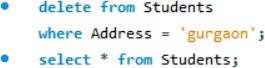 delete from Students
where Address = 'gurgaon';
select * from Students;